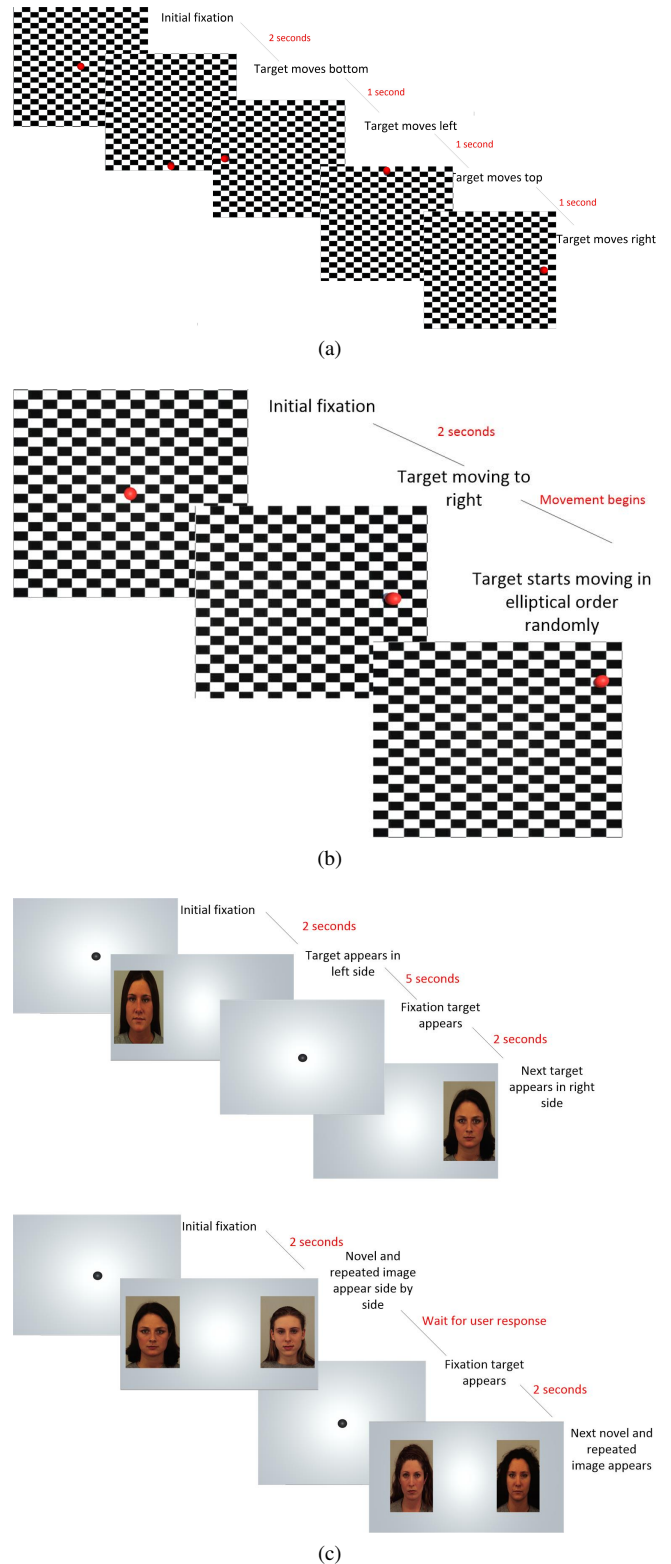 Initial fixation
2 seconds
Target moves bottom
1 second
Target moves left
1 second
Target moves top
1 second
Target moves right
(a)
Initial fixation
2 seconds
Target moving to
right
Movement begins
Target starts moving in
elliptical order
randomly
(b)
Initial fixation
2 seconds
Target appears in
left side
5 seconds
Fixation target
appears
2 seconds
Next target
appears in right
side
Initial fixation
2 seconds
Novel and
repeated image
appear side by
side
Wait for user response
Fixation target
appears
2 seconds
Next novel and
repeated
image appears
(c)